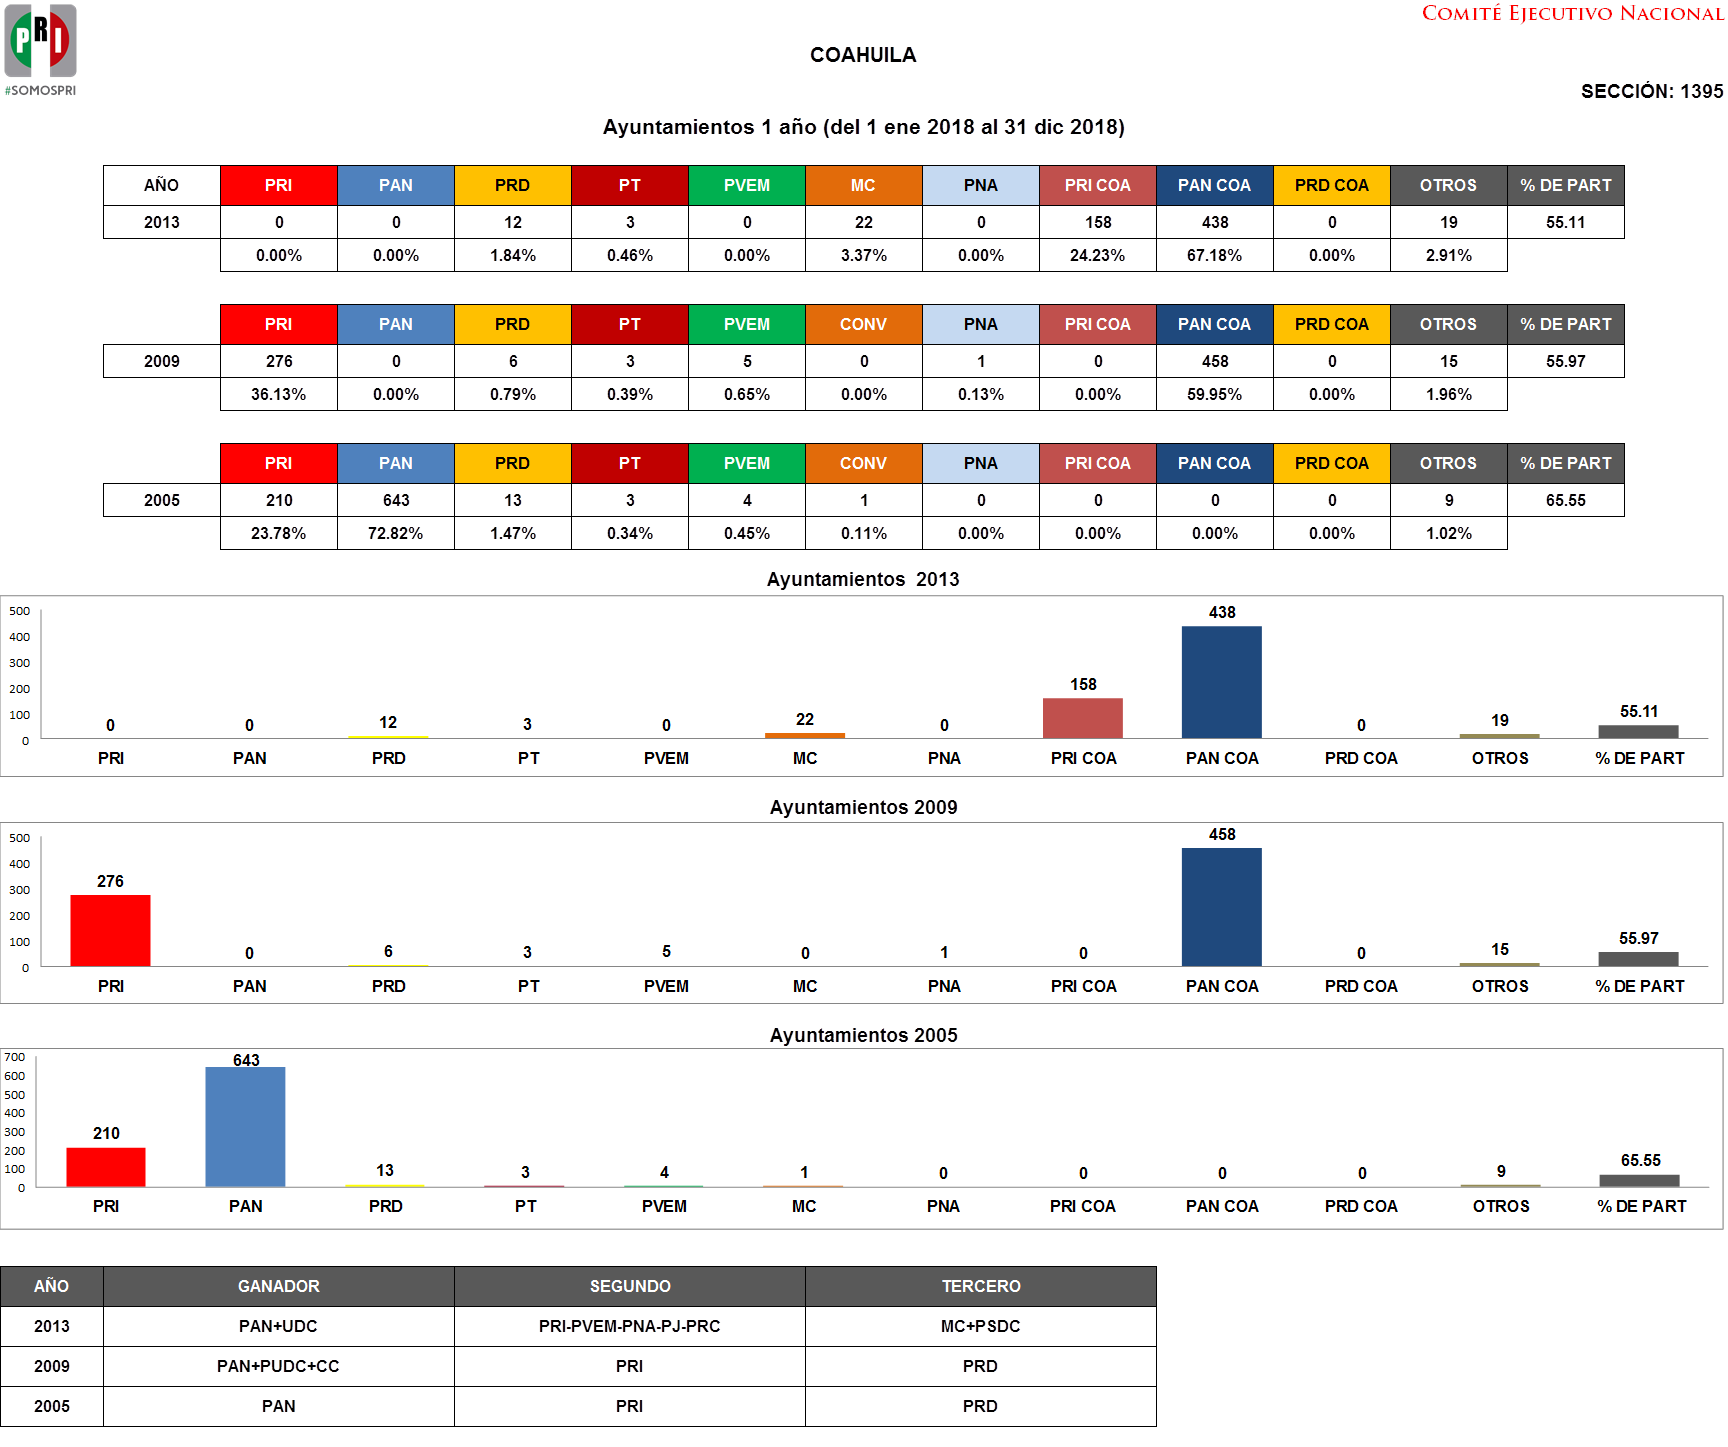 COMITÉ EJECUTIVO NACIONAL
PRI
#SOMOSPRI
COAHUILA
SECCIÓN: 1395
Ayuntamientos 1 año (del 1 ene 2018 al 31 dic 2018)
AÑO PRI PAN PRD PT PVEM MC PNA PRI COA PAN COA PRD COA OTROS % DE PART
2013 0 0 12 3 0 22 0 158 438 0 19 55.11
0.00% 0.00% 1.84% 0.46% 0.00% 3.37% 0.00% 24.23% 67.18% 0.00% 2.91%
PRI PAN PRD PT PVEM CONV PNA PRI COA PAN COA PRD COA OTROS % DE PART
2009 276 0 6 3 5 0 1 0 458 0 15 55.97
36.13% 0.00% 0.79% 0.39% 0.65% 0.00% 0.13% 0.00% 59.95% 0.00% 1.96%
PRI PAN PRD PT PVEM CONV PNA PRI COA PAN COA PRD COA OTROS % DE PART
2005 210 643 13 3 4 1 0 0 0 0 9 65.55
23.78% 72.82% 1.47% 0.34% 0.45% 0.11% 0.00% 0.00% 0.00% 0.00% 1.02%
Ayuntamientos 2013
500
400
300
200
100
0
0 0 12 3 0 22 0 158 438 0 19 55.11
PRI PAN PRD PT PVEM MC PNA PRI COA PAN COA PRD COA OTROS % DE PART
Ayuntamientos 2009
500
400
300
200
100
0
276 0 6 3 5 0 1 0 458 0 15 55.97
PRI PAN PRD PT PVEM MC PNA PRI COA PAN COA PRD COA OTROS % DE PART
Ayuntamientos 2005
700
600
500
400
300
200
100
0
210 643 13 3 4 1 0 0 0 0 9 65.55
PRI PAN PRD PT PVEM MC PNA PRI COA PAN COA PRD COA OTROS % DE PART
AÑO GANADOR SEGUNDO TERCERO
2013 PAN+UDC PRI-PVEM-PNA-PJ-PRC MC+PSDC
2009 PAN+PUDC+CC PRI PRD
2005 PAN PRI PRD